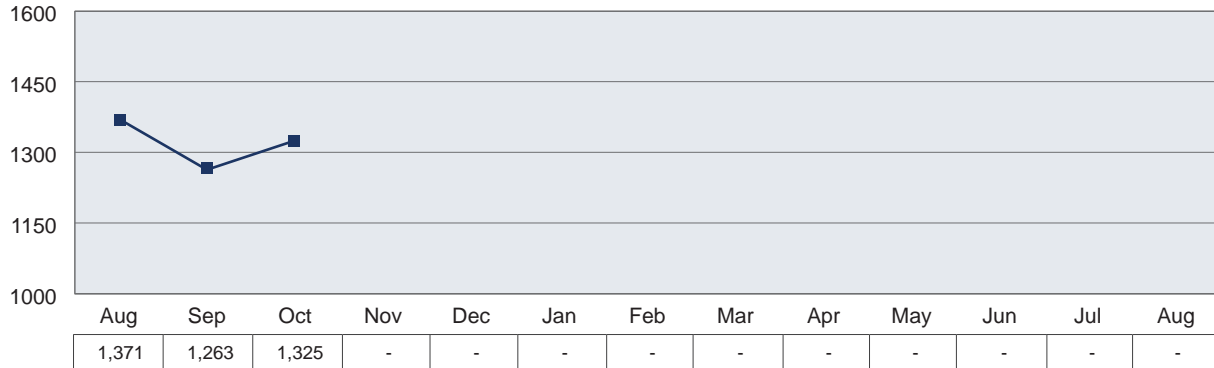 1600
1450
1300
1150
1000
Aug Sep Oct Nov Dec Jan Feb Mar Apr May Jun Jul Aug
1,371 1,263 1,325 - - - - - - - - - -